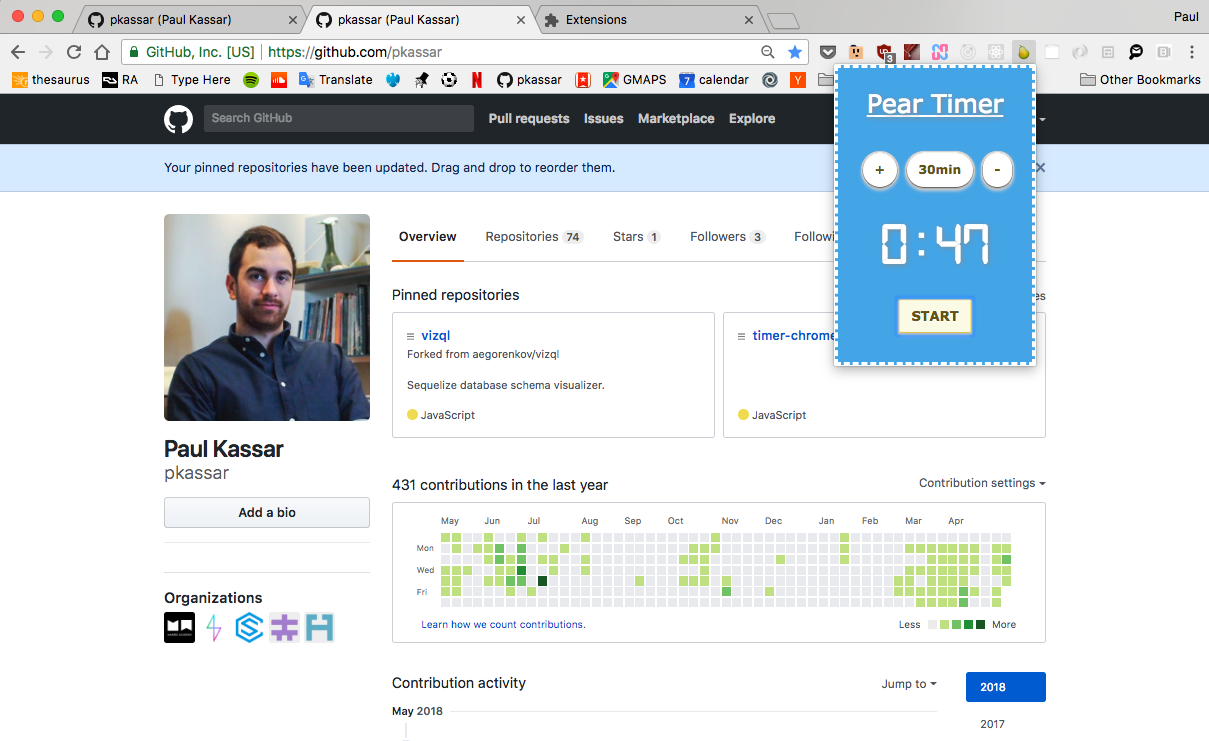 pkassar (Paul Kassar)
pkassar (Paul Kassar)
Extensions
Paul
GitHub, Inc. [US]
https://github.com/pkassar
3
thesaurus
RA
Type Here
Translate
pkassar
GMAPS
7 calendar
Y
Other Bookmarks
Search GitHub
Pull requests
Issues
Marketplace
Explore
Your pinned repositories have been updated. Drag and drop to reorder them.
Pear Timer
+
30min
-
0:47
START
Overview
Repositories 74
Stars 1
Followers 3
Pinned repositories
vizql
Forked from aegorenkov/vizql
Sequelize database schema visualizer.
JavaScript
timer-chrome
JavaScript
Paul Kassar
pkassar
Add a bio
Organizations
431 contributions in the last year
Contribution settings
May Jun Jul Aug Sep Oct Nov Dec Jan Feb Mar Apr
Mon
Wed
Fri
Learn how we count contributions.
Less
More
Contribution activity
Jump to
2018
May 2018
2017